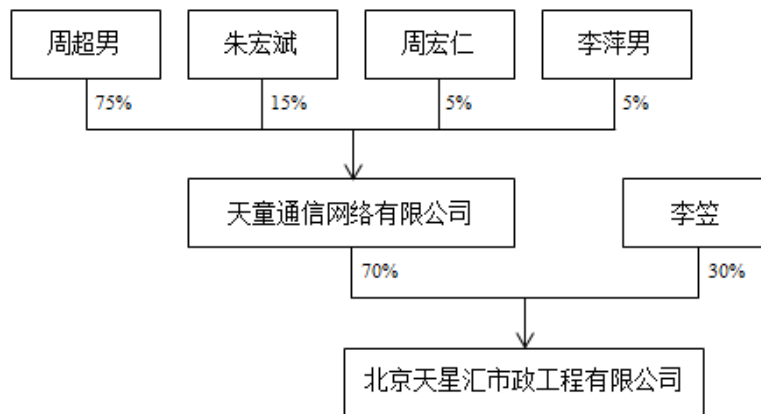 周超男
朱宏斌
周宏仁
李萍男
75%
15%
5%
5%
天童通信网络有限公司
李笠
70%
30%
北京天星汇市政工程有限公司